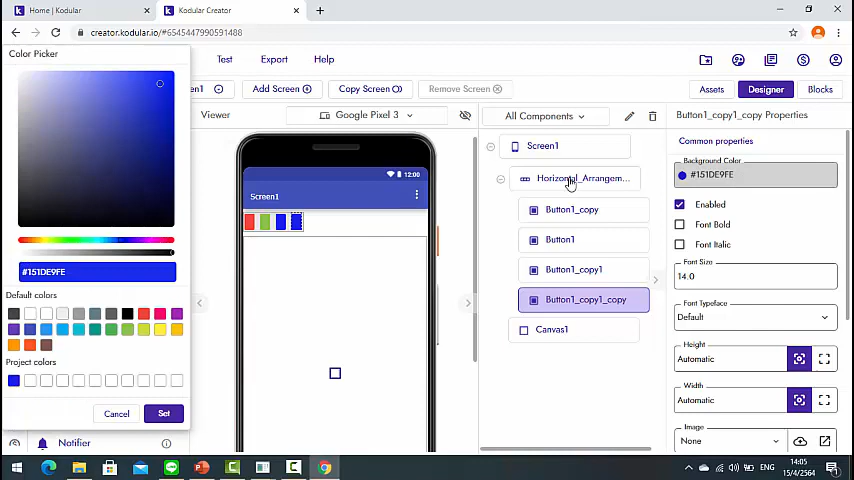 Home | Kodular
Kodular Creator
creator.kodular.io/#6545447990591488
Color Picker
Test
Export
Help
Add Screen
Copy Screen
Remove Screen
Assets
Designer
Blocks
Viewer
Google Pixel 3
All Components
Button1_copy1_copy Properties
12:00
Screen1
Screen1
Horizontal_Arrangem...
Button1_copy
Button1
Button1_copy1
Button1_copy1_copy
Canvas1
Common properties
Background Color
#151DE9FE
Enabled
Font Bold
Font Italic
Font Size
14.0
Font Typeface
Default
Height
Automatic
Width
Automatic
Image
None
#151DE9FE
Default colors
Project colors
Cancel
Set
Notifier
ENG
14:05
15/4/2564